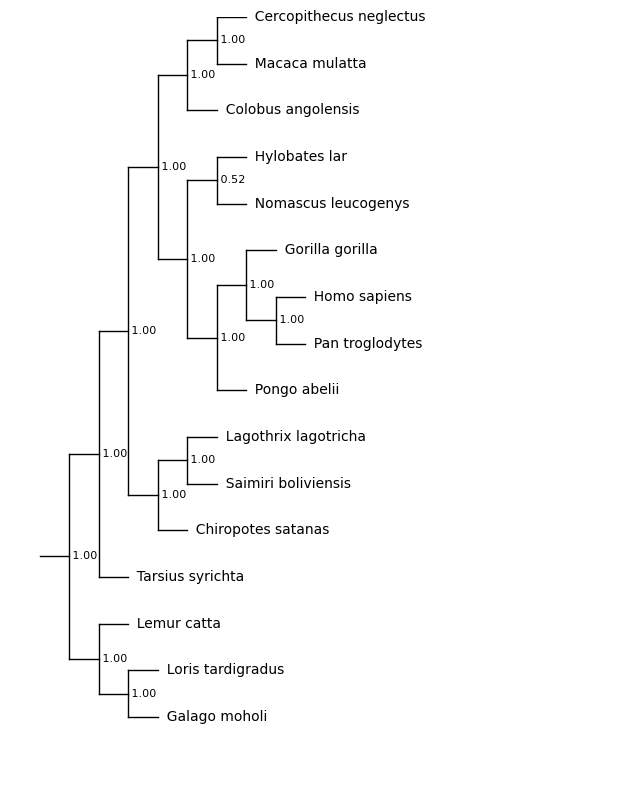 Cercopithecus neglectus
1.00
Macaca mulatta
1.00
Colobus angolensis
Hylobates lar
1.00
0.52
Nomascus leucogenys
Gorilla gorilla
1.00
1.00
Homo sapiens
1.00
1.00
1.00
Pan troglodytes
Pongo abelii
Lagothrix lagotricha
1.00
1.00
Saimiri boliviensis
1.00
Chiropotes satanas
1.00
Tarsius syrichta
Lemur catta
1.00
Loris tardigradus
1.00
Galago moholi